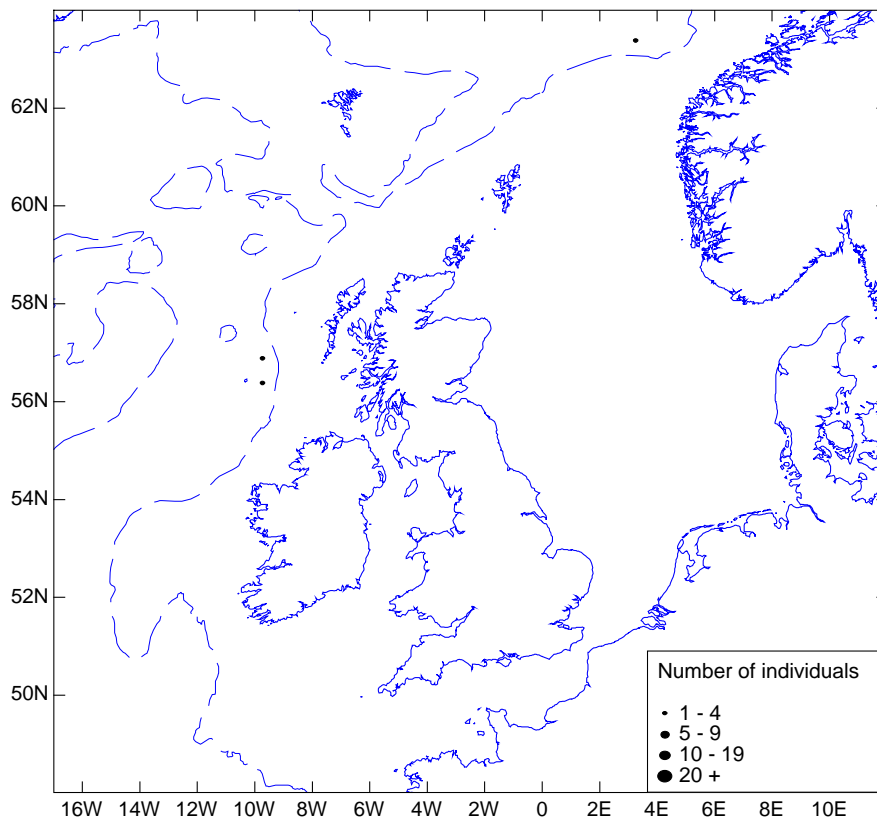 62N
60N
58N
56N
54N
52N
50N
Number of individuals
1 - 4
5 - 9
10 - 19
20 +
16W 14W 12W 10W 8W 6W 4W 2W 0 2E 4E 6E 8E 10E